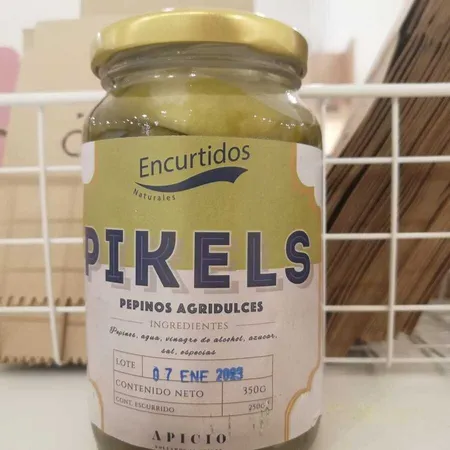 Encurtidos
Naturales
PIKELS
PEPINOS AGRIDULCES
INGREDIENTES
Pepinos, agua, vinagre de alcohol, azucar,
sal, especias
LOTE 07 ENE 2023
CONTENIDO NETO 350G
CONT. ESCURRIDO 250G
APICIO